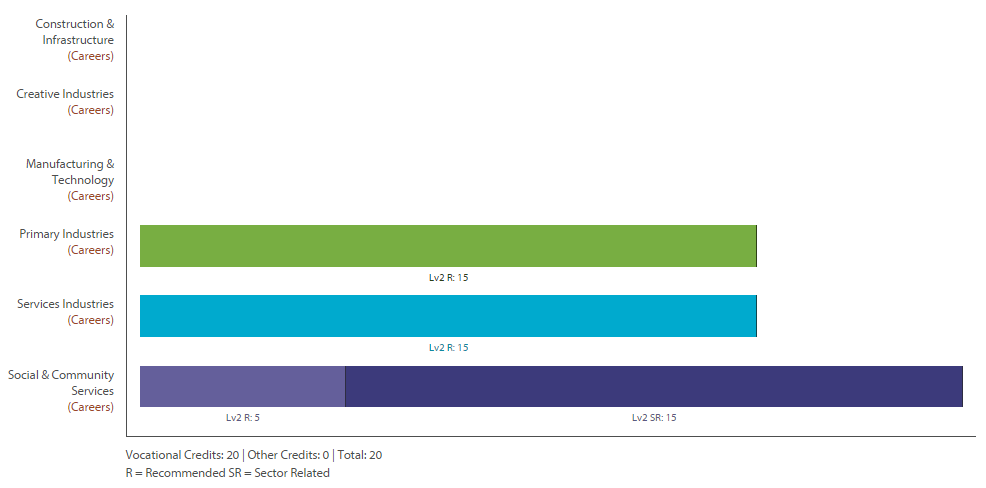 Construction &
Infrastructure
(Careers)
Creative Industries
(Careers)
Manufacturing &
Technology
(Careers)
Primary Industries
(Careers)
Lv2 R: 15
Services Industries
(Careers)
Lv2 R: 15
Social & Community
Services
(Careers)
Lv2 R: 5
Lv2 SR: 15
Vocational Credits: 20 | Other Credits: 0 | Total: 20
R = Recommended SR = Sector Related